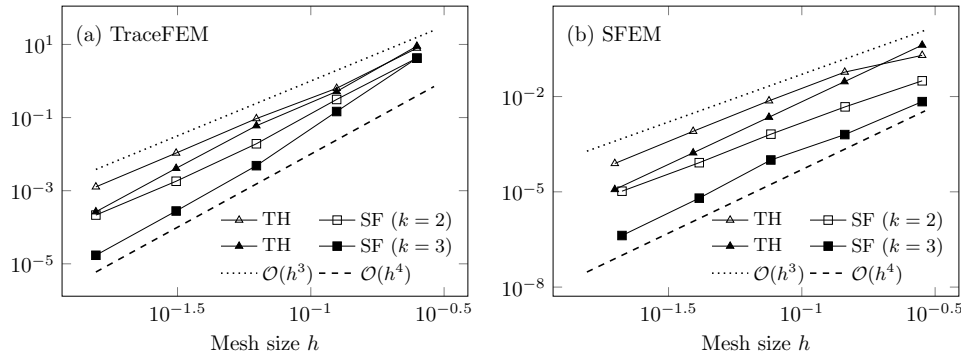 (a) TraceFEM
10^1
10^{-1}
10^{-3}
10^{-5}
TH
SF (k = 2)
TH
SF (k = 3)
O(h^3)
O(h^4)
10^{-1.5}
10^{-1}
10^{-0.5}
Mesh size h
(b) SFEM
10^{-2}
10^{-5}
10^{-8}
TH
SF (k = 2)
TH
SF (k = 3)
O(h^3)
O(h^4)
10^{-1.5}
10^{-1}
10^{-0.5}
Mesh size h